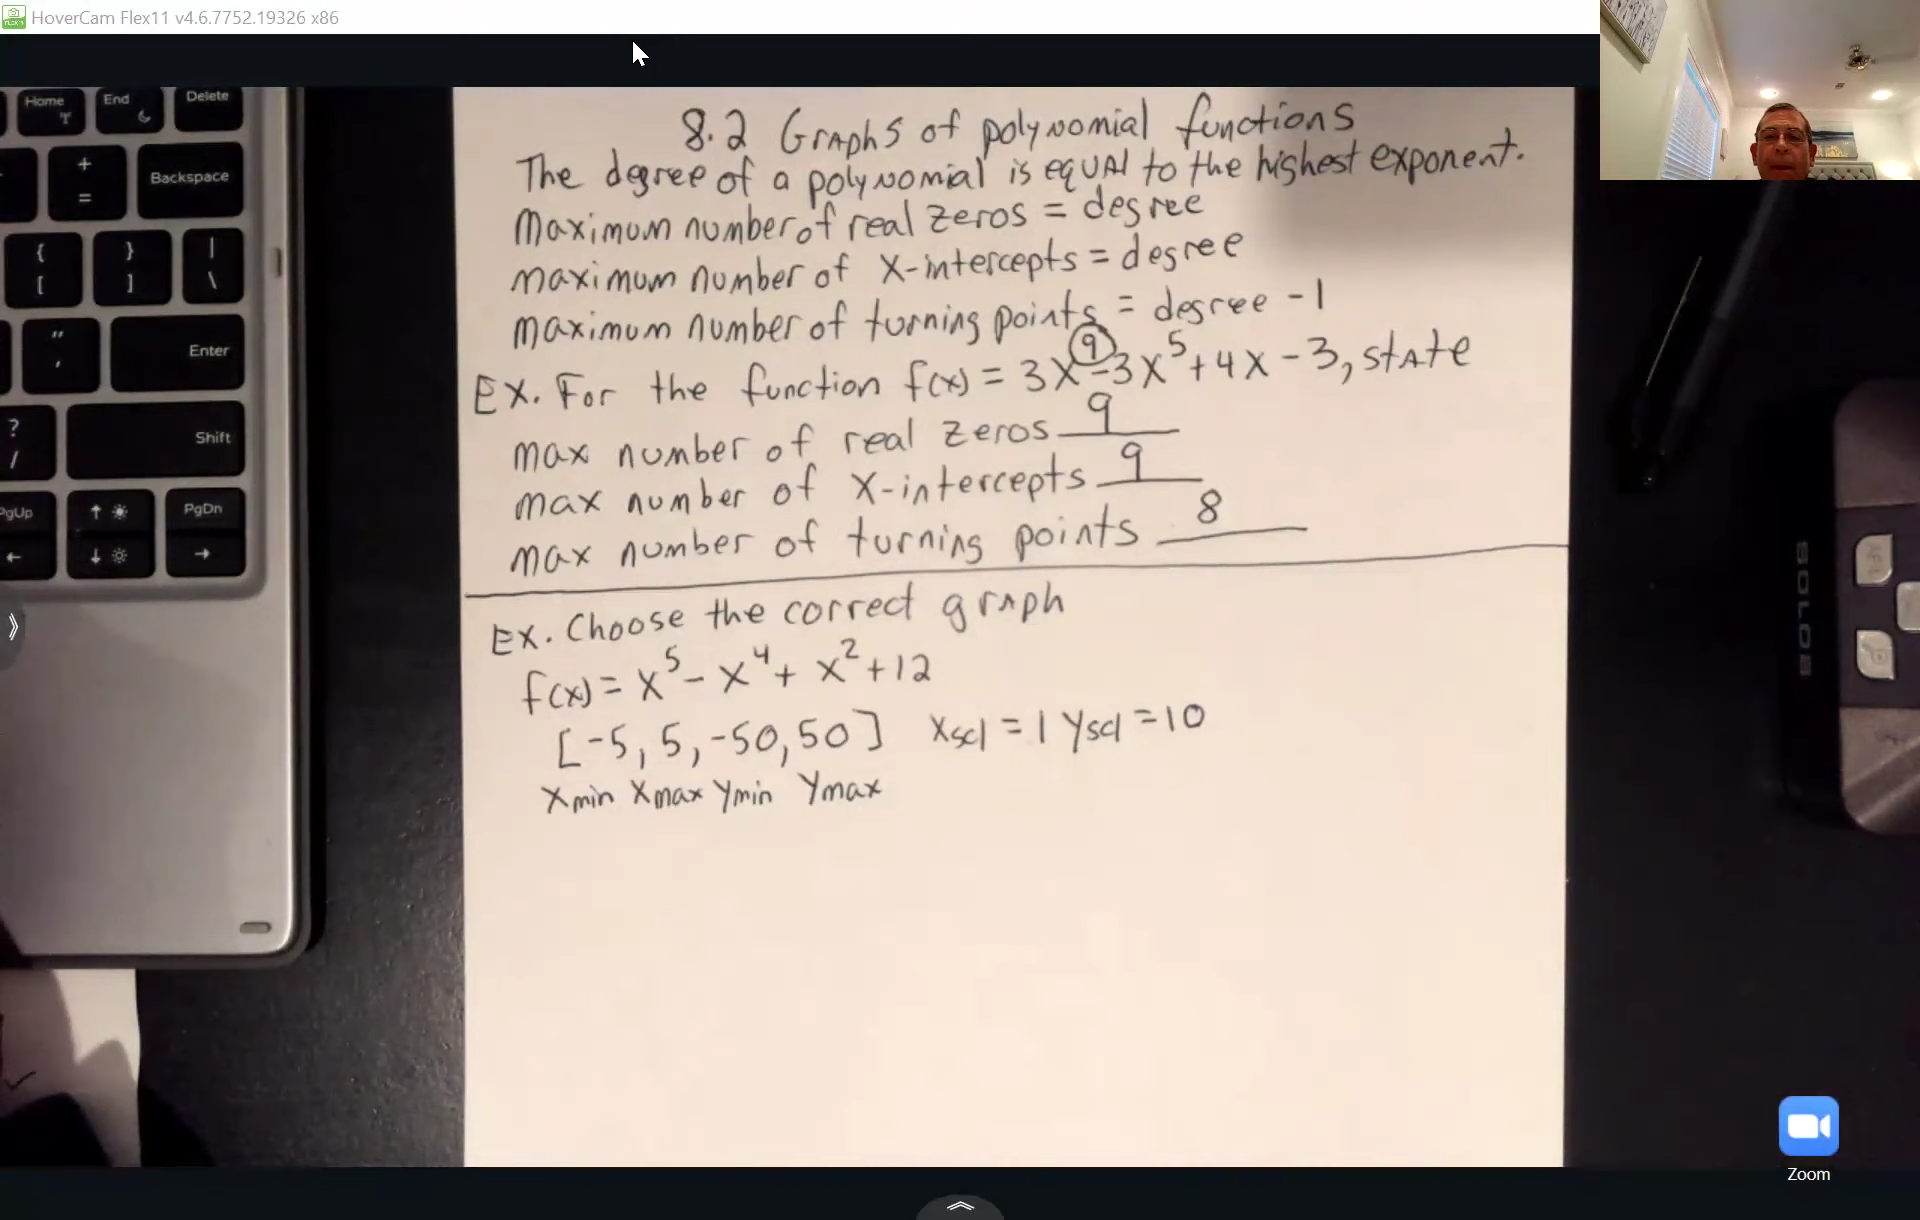 HoverCam Flex11 v4.6.7752.19326 x86
Home
End
Delete
+
=
Backspace
{
[
}
]
|
\
"
,
Enter
?
/
Shift
PgUp
PgDn
8.2 Graphs of polynomial functions
The degree of a polynomial is equal to the highest exponent.
Maximum number of real zeros = degree
maximum number of x-intercepts = degree
maximum number of turning points = degree -1
Ex. For the function f(x) = 3x⁹-3x⁵+4x-3, state
max number of real zeros 9
max number of x-intercepts 9
max number of turning points 8
Ex. Choose the correct graph
f(x) = x⁵ - x⁴ + x² + 12
[-5, 5, -50, 50] Xscl = 1 Yscl = 10
Xmin Xmax Ymin Ymax
Zoom